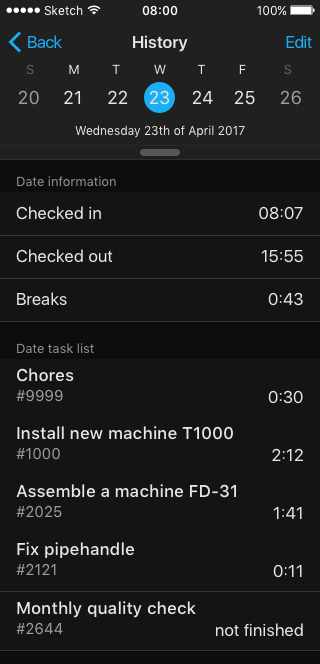 Sketch 08:00 100%
Back History Edit
S M T W T F S
20 21 22 23 24 25 26
Wednesday 23th of April 2017
Date information
Checked in 08:07
Checked out 15:55
Breaks 0:43
Date task list
Chores
#9999 0:30
Install new machine T1000
#1000 2:12
Assemble a machine FD-31
#2025 1:41
Fix pipehandle
#2121 0:11
Monthly quality check
#2644 not finished